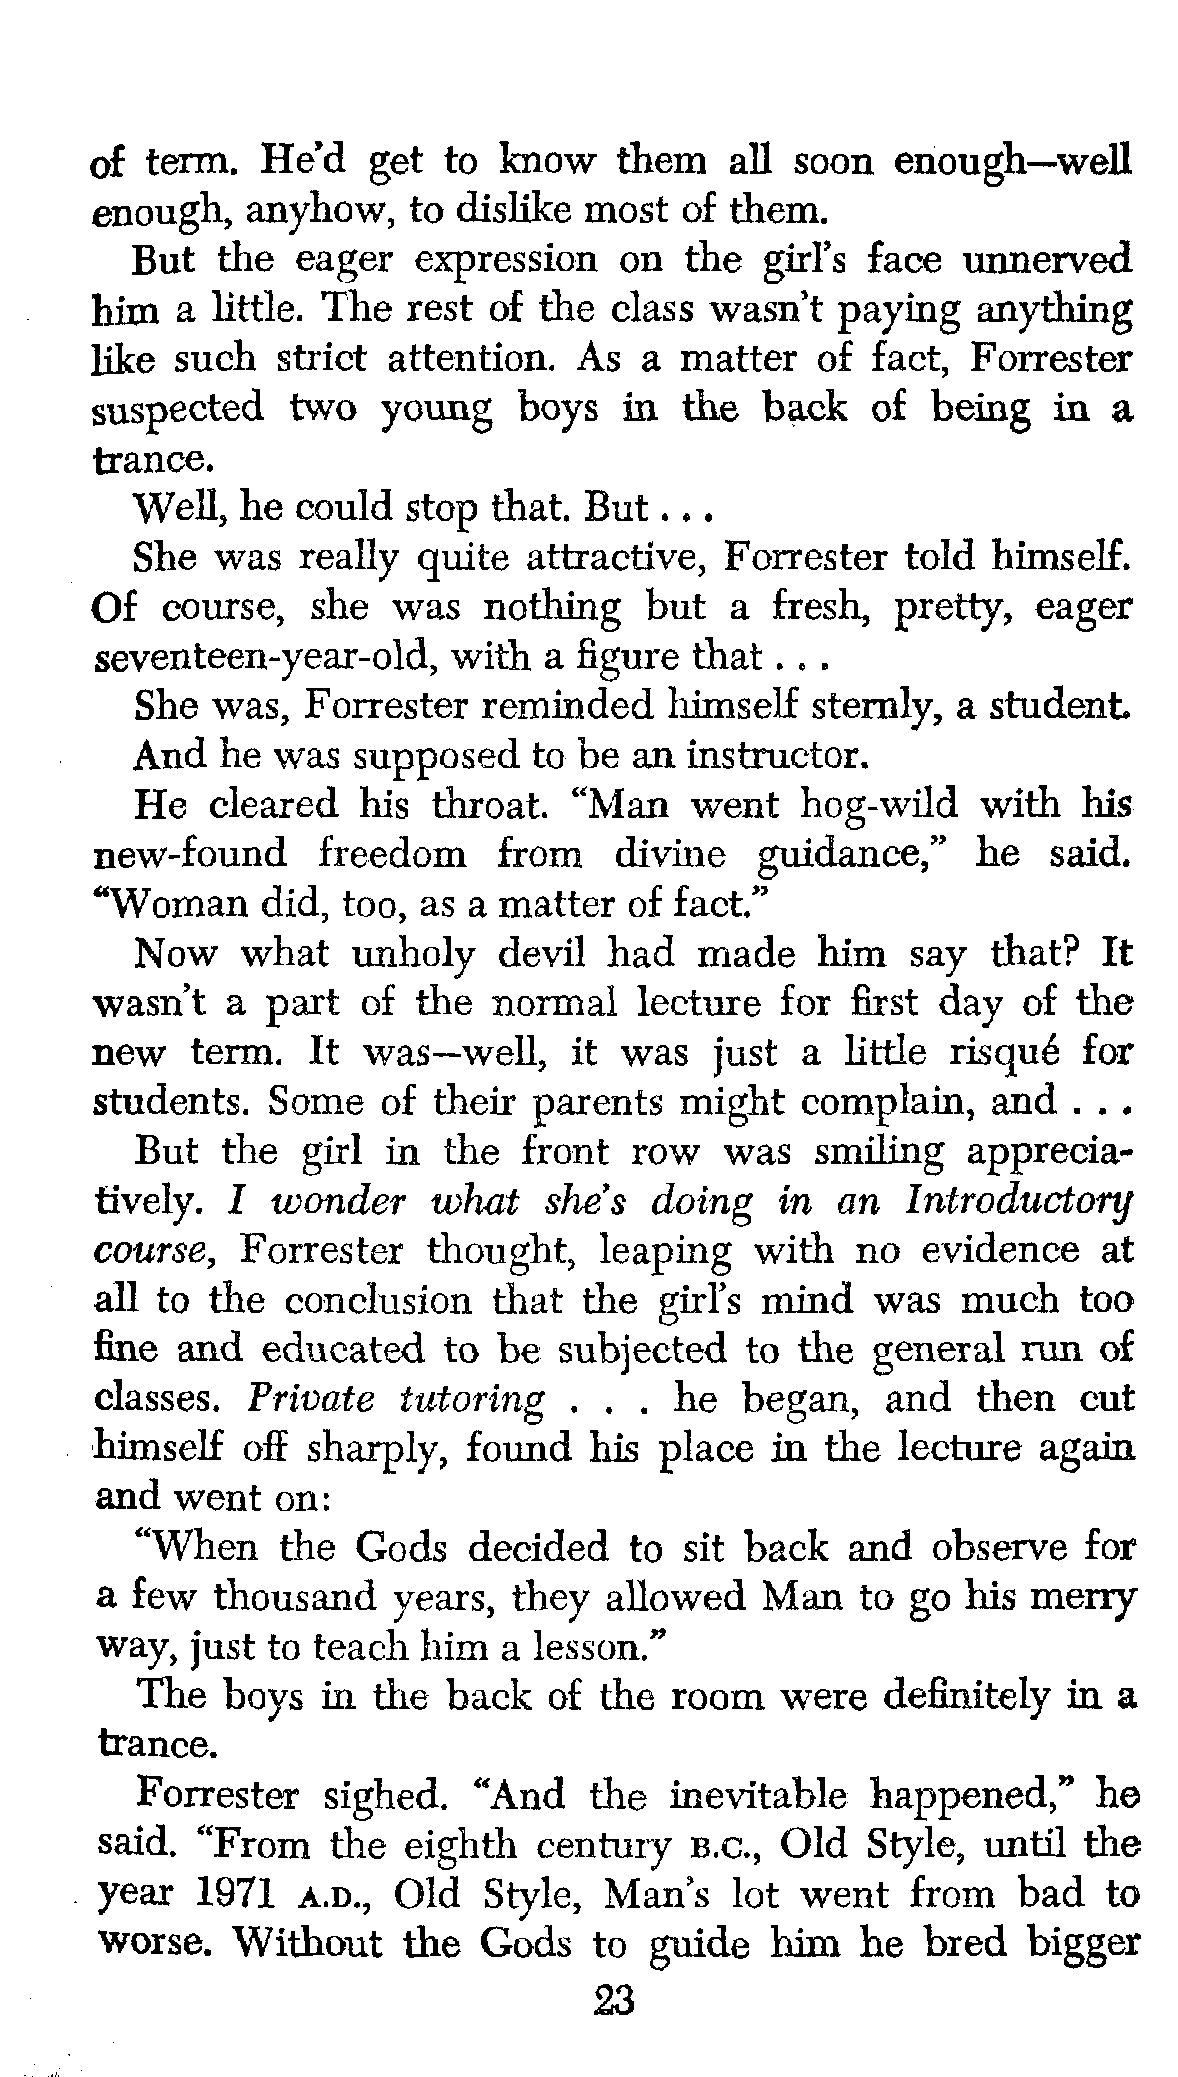 of term. He'd get to know them all soon enough—well
enough, anyhow, to dislike most of them.
But the eager expression on the girl's face unnerved
him a little. The rest of the class wasn't paying anything
like such strict attention. As a matter of fact, Forrester
suspected two young boys in the back of being in a
trance.
Well, he could stop that. But . . .
She was really quite attractive, Forrester told himself.
Of course, she was nothing but a fresh, pretty, eager
seventeen-year-old, with a figure that . . .
She was, Forrester reminded himself sternly, a student.
And he was supposed to be an instructor.
He cleared his throat. “Man went hog-wild with his
new-found freedom from divine guidance,” he said.
“Woman did, too, as a matter of fact.”
Now what unholy devil had made him say that? It
wasn't a part of the normal lecture for first day of the
new term. It was—well, it was just a little risqué for
students. Some of their parents might complain, and . . .
But the girl in the front row was smiling apprecia-
tively. I wonder what she's doing in an Introductory
course, Forrester thought, leaping with no evidence at
all to the conclusion that the girl's mind was much too
fine and educated to be subjected to the general run of
classes. Private tutoring . . . he began, and then cut
himself off sharply, found his place in the lecture again
and went on:
“When the Gods decided to sit back and observe for
a few thousand years, they allowed Man to go his merry
way, just to teach him a lesson.”
The boys in the back of the room were definitely in a
trance.
Forrester sighed. “And the inevitable happened,” he
said. “From the eighth century B.C., Old Style, until the
year 1971 A.D., Old Style, Man's lot went from bad to
worse. Without the Gods to guide him he bred bigger
23